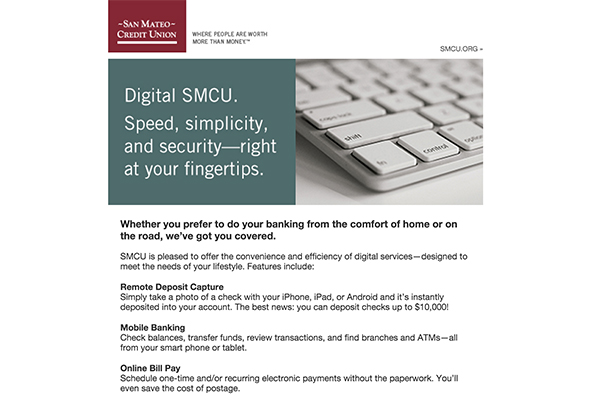 ~SAN MATEO~
CREDIT UNION
WHERE PEOPLE ARE WORTH
MORE THAN MONEY.™
SMCU.ORG »
Digital SMCU.
Speed, simplicity,
and security—right
at your fingertips.
caps lock
shift
fn
control
option
Whether you prefer to do your banking from the comfort of home or on
the road, we’ve got you covered.
SMCU is pleased to offer the convenience and efficiency of digital services—designed to
meet the needs of your lifestyle. Features include:
Remote Deposit Capture
Simply take a photo of a check with your iPhone, iPad, or Android and it’s instantly
deposited into your account. The best news: you can deposit checks up to $10,000!
Mobile Banking
Check balances, transfer funds, review transactions, and find branches and ATMs—all
from your smart phone or tablet.
Online Bill Pay
Schedule one-time and/or recurring electronic payments without the paperwork. You’ll
even save the cost of postage.